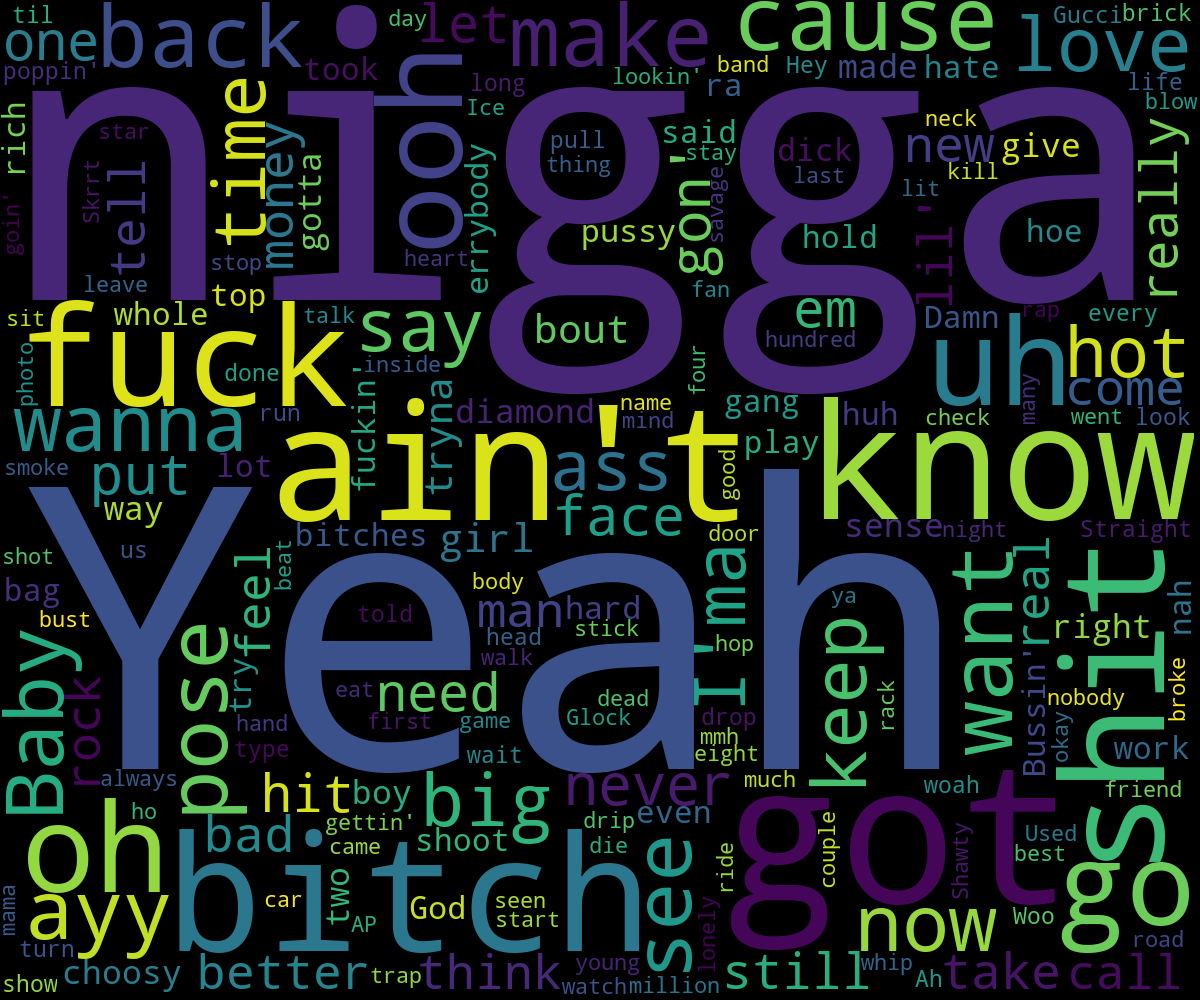 til
one
back
day
let
make
cause
love
Gucci
brick
poppin'
took
long
lookin'
ra
band
Hey
made
hate
life
blow
rich
star
Skrrt
tell
time
money
gotta
ooh
Ice
errybody
nigga
pull
thing
said
stay
gon'
savage
dick
last
new
neck
give
kill
lit
really
goin'
leave
stop
top
heart
pussy
fan
hold
lil'
hoe
rap
every
sit
whole
talk
say
bout
em
hundred
Damn
uh
hot
come
fuck
photo
done
inside
fuckin'
tryna
four
wanna
run
diamond
name
mind
gang
play
huh
check
many
went
look
smoke
put
lot
way
ain't
ass
face
good
know
shot
us
bitches
girl
door
sense
night
Straight
bag
bust
feel
beat
Yeah
body
told
man
hard
head
stick
walk
I'ma
hop
ya
want
real
Bussin'
right
shit
nah
Baby
rock
pose
try
hand
type
always
eat
first
need
game
wait
dead
Glock
drop
mmh
eight
keep
rack
nobody
okay
broke
work
oh
ho
hit
boy
big
never
much
woah
friend
bad
gettin'
came
shoot
drip
die
even
ride
couple
got
Shawty
Used
best
go
ayy
mama
bitch
car
two
AP
God
seen
start
see
lonely
now
Woo
road
turn
show
choosy
better
trap
think
young
watch
million
still
whip
Ah
take
call